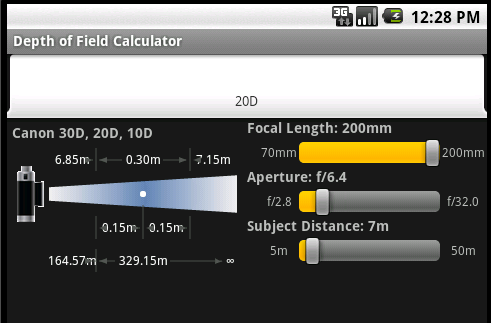 3G 12:28 PM
Depth of Field Calculator
20D
Canon 30D, 20D, 10D
6.85m 0.30m 7.15m
0.15m 0.15m
164.57m 329.15m ∞
Focal Length: 200mm
70mm 200mm
Aperture: f/6.4
f/2.8 f/32.0
Subject Distance: 7m
5m 50m